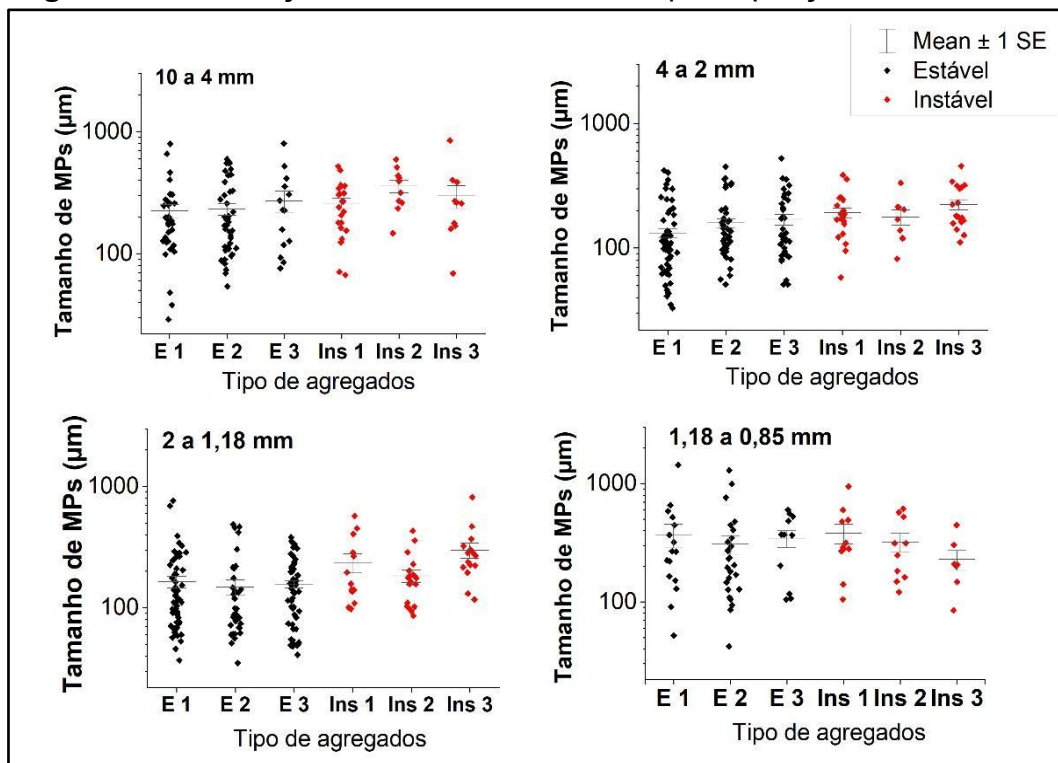 Mean ± 1 SE
Estável
Instável
10 a 4 mm
Tamanho de MPs (µm)
1000
100
E 1 E 2 E 3 Ins 1 Ins 2 Ins 3
Tipo de agregados
4 a 2 mm
Tamanho de MPs (µm)
1000
100
E 1 E 2 E 3 Ins 1 Ins 2 Ins 3
Tipo de agregados
2 a 1,18 mm
Tamanho de MPs (µm)
1000
100
E 1 E 2 E 3 Ins 1 Ins 2 Ins 3
Tipo de agregados
1,18 a 0,85 mm
Tamanho de MPs (µm)
1000
100
E 1 E 2 E 3 Ins 1 Ins 2 Ins 3
Tipo de agregados